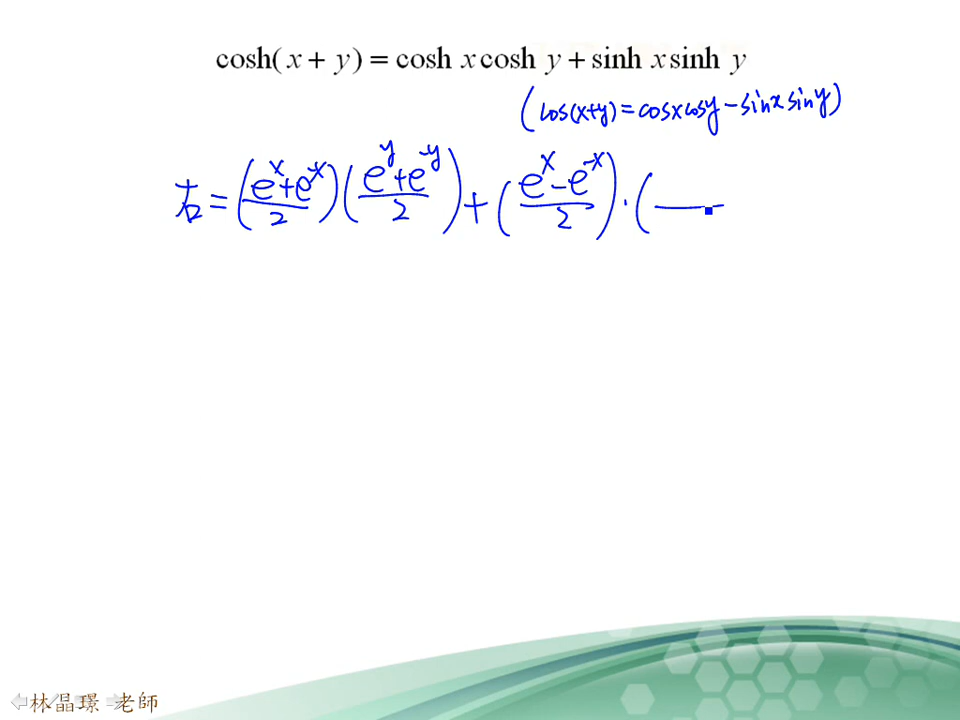 cosh(x + y) = cosh x cosh y + sinh x sinh y
(cos(x+y) = cosx cosy − sinx siny)
右 = ((e^x + e^-x)/2) ((e^y + e^-y)/2) + ((e^x − e^-x)/2) · (
林晶璟 老師